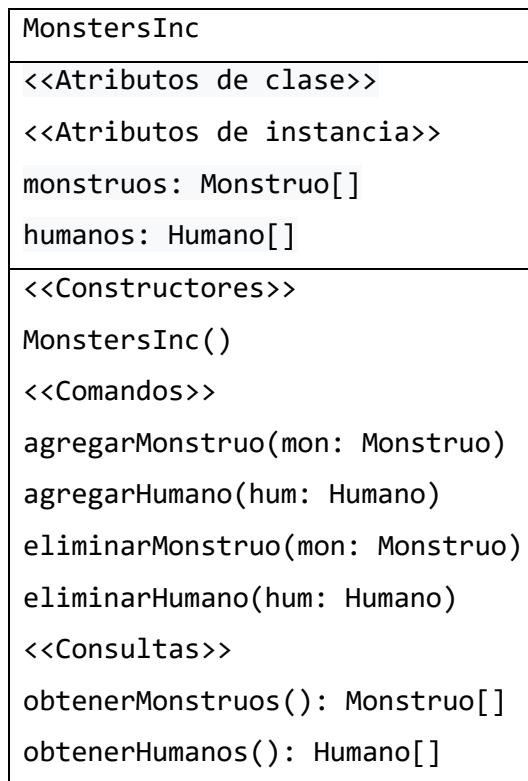 MonstersInc
<<Atributos de clase>>
<<Atributos de instancia>>
monstruos: Monstruo[]
humanos: Humano[]
<<Constructores>>
MonstersInc()
<<Comandos>>
agregarMonstruo(mon: Monstruo)
agregarHumano(hum: Humano)
eliminarMonstruo(mon: Monstruo)
eliminarHumano(hum: Humano)
<<Consultas>>
obtenerMonstruos(): Monstruo[]
obtenerHumanos(): Humano[]